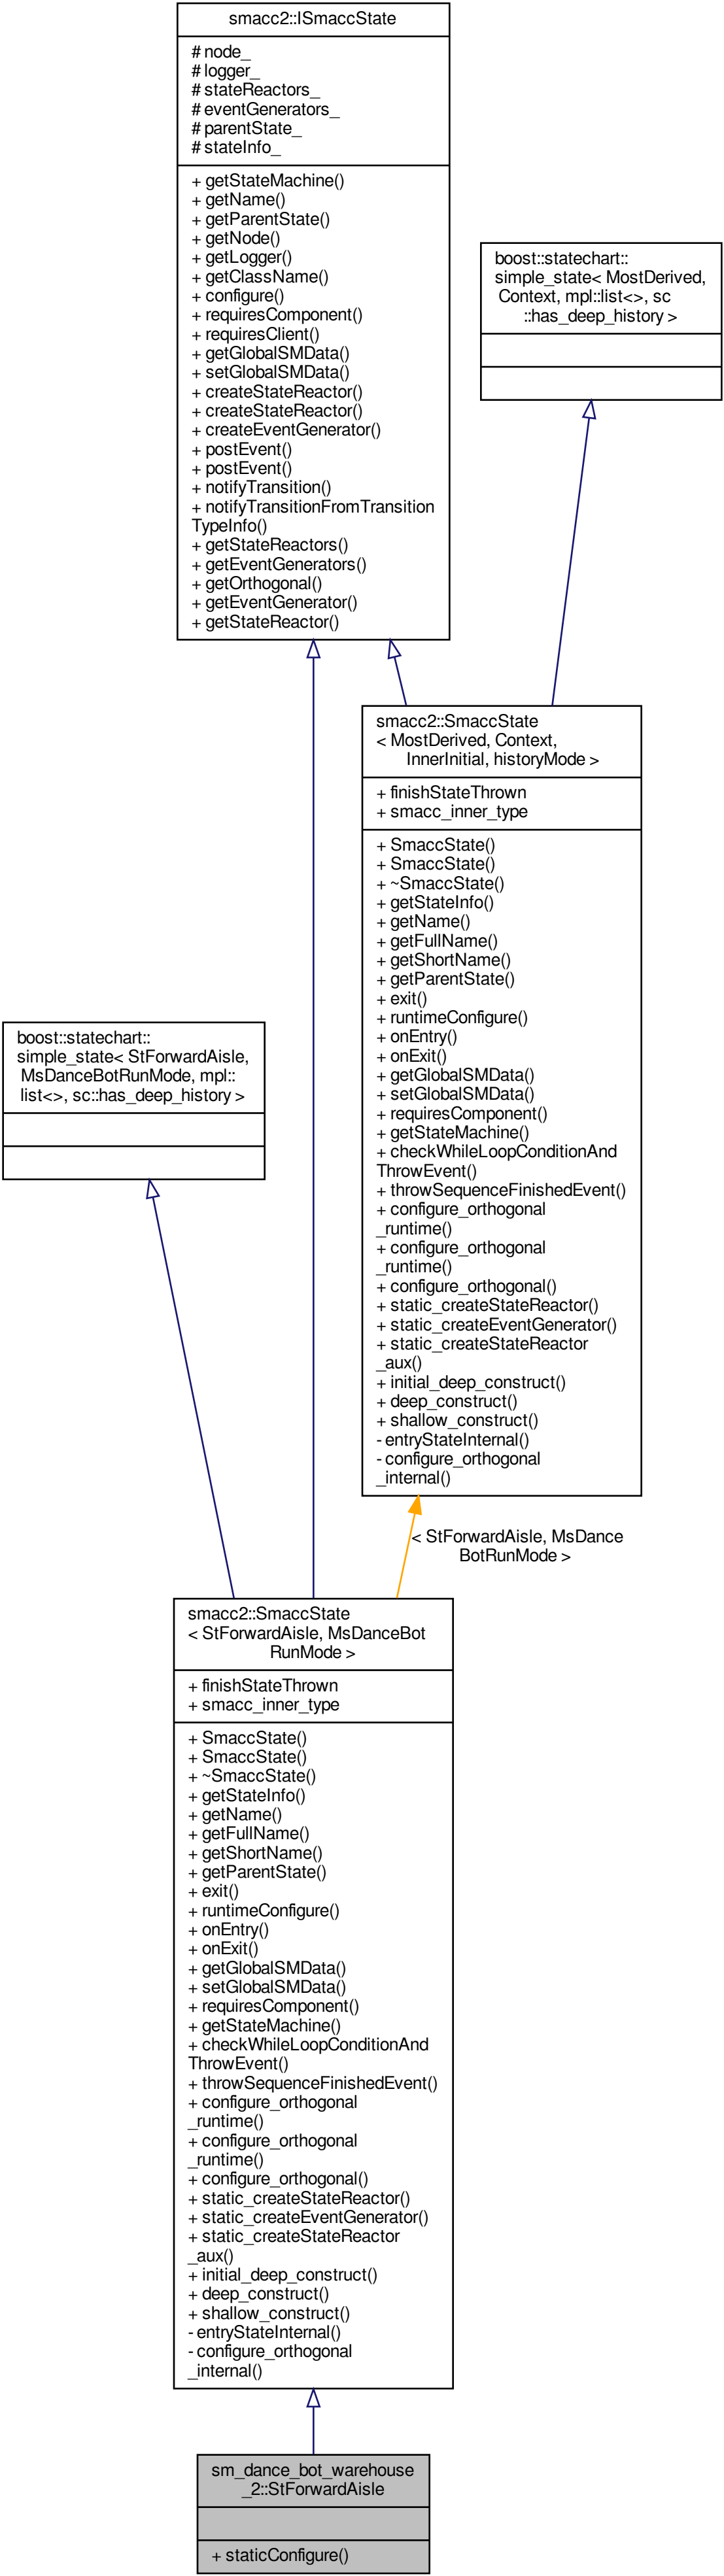 smacc2::ISmaccState
# node_
# logger_
# stateReactors_
# eventGenerators_
# parentState_
# stateInfo_
+ getStateMachine()
+ getName()
+ getParentState()
+ getNode()
+ getLogger()
+ getClassName()
+ configure()
+ requiresComponent()
+ requiresClient()
+ getGlobalSMData()
+ setGlobalSMData()
+ createStateReactor()
+ createStateReactor()
+ createEventGenerator()
+ postEvent()
+ postEvent()
+ notifyTransition()
+ notifyTransitionFromTransition
TypeInfo()
+ getStateReactors()
+ getEventGenerators()
+ getOrthogonal()
+ getEventGenerator()
+ getStateReactor()
boost::statechart::
simple_state< MostDerived,
Context, mpl::list<>, sc
::has_deep_history >
smacc2::SmaccState
< MostDerived, Context,
InnerInitial, historyMode >
+ finishStateThrown
+ smacc_inner_type
+ SmaccState()
+ SmaccState()
+ ~SmaccState()
+ getStateInfo()
+ getName()
+ getFullName()
+ getShortName()
+ getParentState()
+ exit()
+ runtimeConfigure()
+ onEntry()
+ onExit()
+ getGlobalSMData()
+ setGlobalSMData()
+ requiresComponent()
+ getStateMachine()
+ checkWhileLoopConditionAnd
ThrowEvent()
+ throwSequenceFinishedEvent()
+ configure_orthogonal
_runtime()
+ configure_orthogonal
_runtime()
+ configure_orthogonal()
+ static_createStateReactor()
+ static_createEventGenerator()
+ static_createStateReactor
_aux()
+ initial_deep_construct()
+ deep_construct()
+ shallow_construct()
- entryStateInternal()
- configure_orthogonal
_internal()
boost::statechart::
simple_state< StForwardAisle,
MsDanceBotRunMode, mpl::
list<>, sc::has_deep_history >
< StForwardAisle, MsDance
BotRunMode >
smacc2::SmaccState
< StForwardAisle, MsDanceBot
RunMode >
+ finishStateThrown
+ smacc_inner_type
+ SmaccState()
+ SmaccState()
+ ~SmaccState()
+ getStateInfo()
+ getName()
+ getFullName()
+ getShortName()
+ getParentState()
+ exit()
+ runtimeConfigure()
+ onEntry()
+ onExit()
+ getGlobalSMData()
+ setGlobalSMData()
+ requiresComponent()
+ getStateMachine()
+ checkWhileLoopConditionAnd
ThrowEvent()
+ throwSequenceFinishedEvent()
+ configure_orthogonal
_runtime()
+ configure_orthogonal
_runtime()
+ configure_orthogonal()
+ static_createStateReactor()
+ static_createEventGenerator()
+ static_createStateReactor
_aux()
+ initial_deep_construct()
+ deep_construct()
+ shallow_construct()
- entryStateInternal()
- configure_orthogonal
_internal()
sm_dance_bot_warehouse
_2::StForwardAisle
+ staticConfigure()